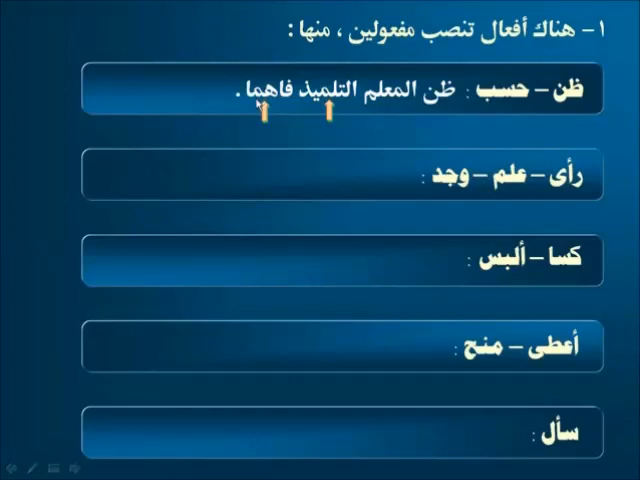 ١- هناك أفعال تنصب مفعولين ، منها :
ظن – حسب : ظن المعلم التلميذ فاهما .
رأى – علم – وجد :
كسا – ألبس :
أعطى – منح :
سأل :